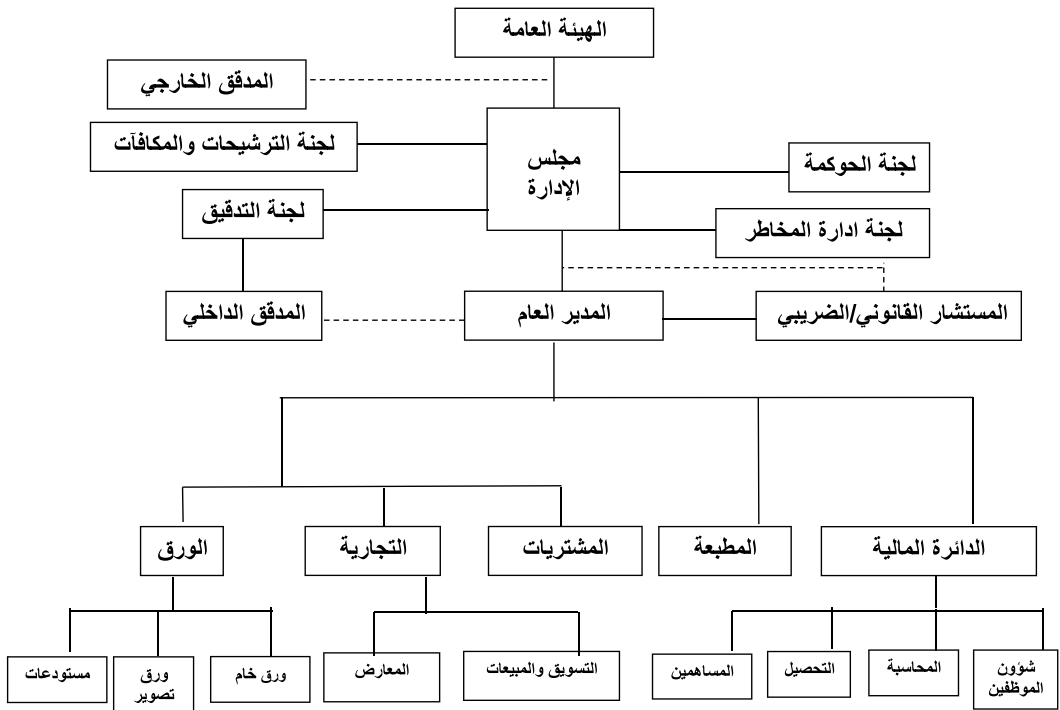 الهيئة العامة
المدقق الخارجي
مجلس
الإدارة
لجنة الترشيحات والمكافآت
لجنة الحوكمة
لجنة التدقيق
لجنة ادارة المخاطر
المستشار القانوني/الضريبي
المدير العام
المدقق الداخلي
الدائرة المالية
المطبعة
المشتريات
التجارية
الورق
شؤون
الموظفين
المحاسبة
التحصيل
المساهمين
التسويق والمبيعات
المعارض
ورق خام
ورق
تصوير
مستودعات